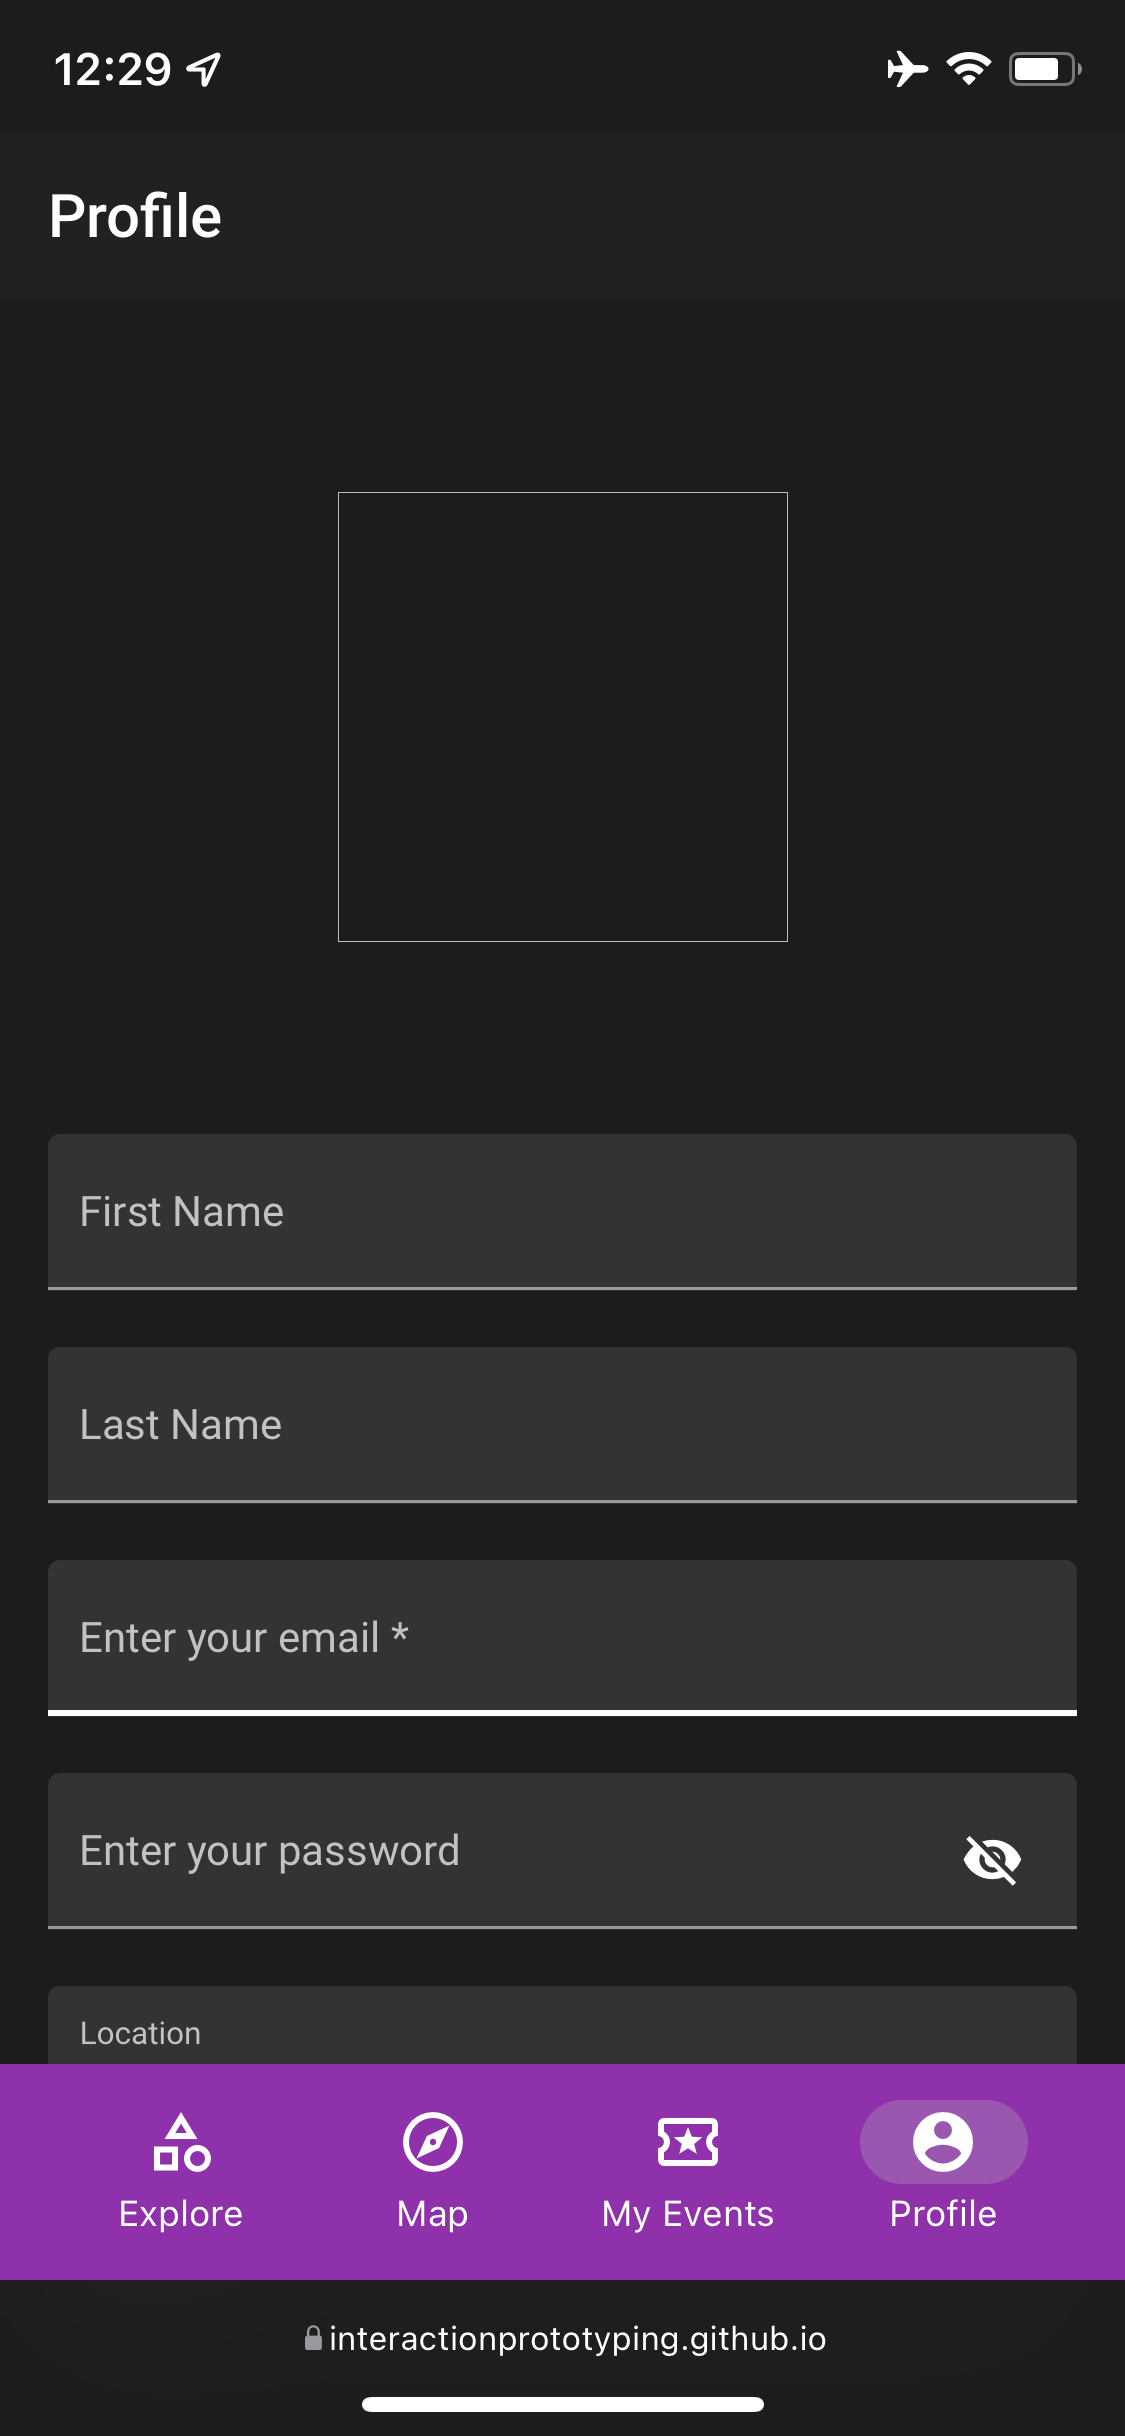 12:29
Profile
First Name
Last Name
Enter your email *
Enter your password
Location
Explore Map My Events Profile
interactionprototyping.github.io